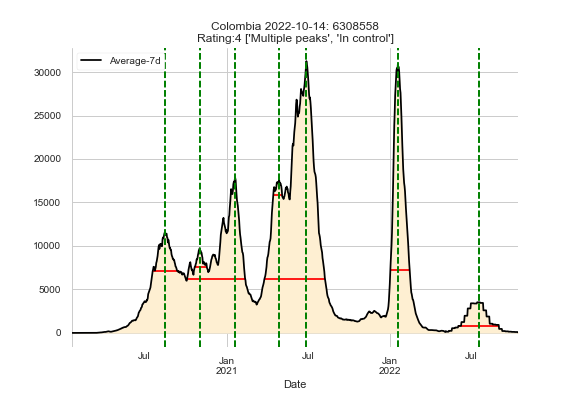 Colombia 2022-10-14: 6308558
Rating:4 ['Multiple peaks', 'In control']
Average-7d
30000
25000
20000
15000
10000
5000
0
Jul
Jan
2021
Jul
Jan
2022
Jul
Date